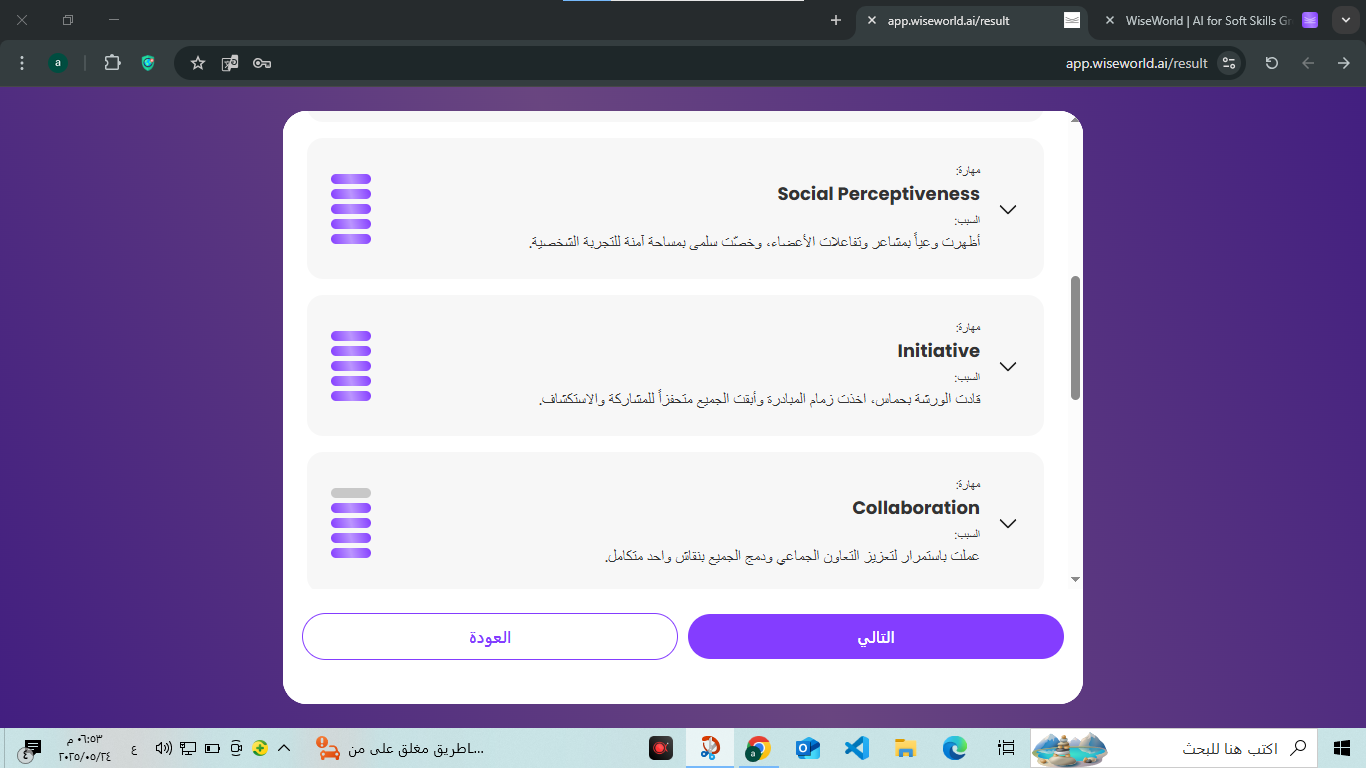 app.wiseworld.ai/result
WiseWorld | AI for Soft Skills Gr
a
app.wiseworld.ai/result
مهارة:
Social Perceptiveness
السبب:
أظهرت وعياً بمشاعر وتفاعلات الأعضاء، وخصّت سلمى بمساحة آمنة للتجربة الشخصية.
مهارة:
Initiative
السبب:
قادت الورشة بحماس، اخذت زمام المبادرة وأبقت الجميع متحفزاً للمشاركة والاستكشاف.
مهارة:
Collaboration
السبب:
عملت باستمرار لتعزيز التعاون الجماعي ودمج الجميع بنقاش واحد متكامل.
التالي
العودة
اكتب هنا للبحث
اطريق مغلق على من...
ع
٠٦:٥٣ م
٢٠٢٥/٠٥/٢٤
٤